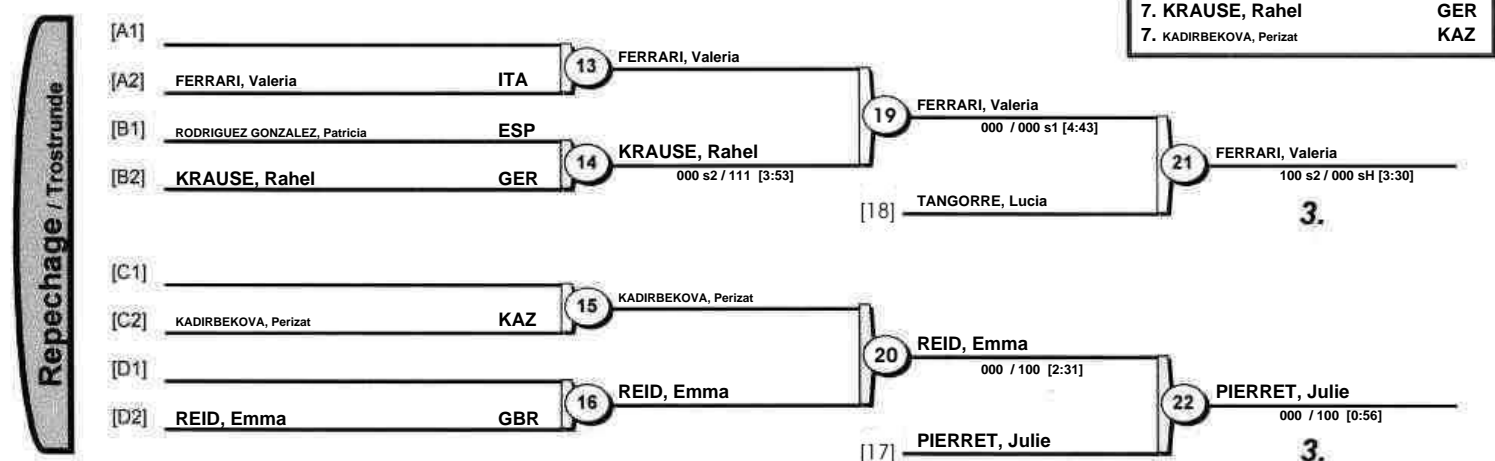 7. KRAUSE, Rahel GER
7. KADIRBEKOVA, Perizat KAZ
Repechage / Trostrunde
[A1]
13 FERRARI, Valeria
[A2] FERRARI, Valeria ITA
19 FERRARI, Valeria
000 / 000 s1 [4:43]
[B1] RODRIGUEZ GONZALEZ, Patricia ESP
14 KRAUSE, Rahel
000 s2 / 111 [3:53]
[B2] KRAUSE, Rahel GER
21 FERRARI, Valeria
100 s2 / 000 sH [3:30]
[18] TANGORRE, Lucia
3.
[C1]
15 KADIRBEKOVA, Perizat
[C2] KADIRBEKOVA, Perizat KAZ
20 REID, Emma
000 / 100 [2:31]
[D1]
16 REID, Emma
[D2] REID, Emma GBR
22 PIERRET, Julie
000 / 100 [0:56]
[17] PIERRET, Julie
3.